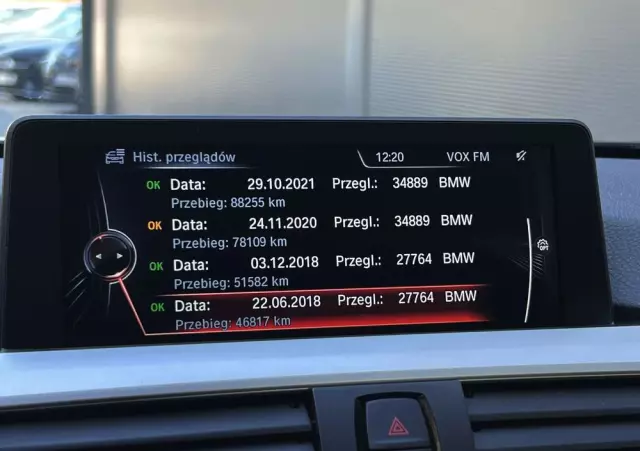 Hist. przeglądów 12:20 VOX FM
OK Data: 29.10.2021 Przegl.: 34889 BMW
Przebieg: 88255 km
OK Data: 24.11.2020 Przegl.: 34889 BMW
Przebieg: 78109 km
OK Data: 03.12.2018 Przegl.: 27764 BMW
Przebieg: 51582 km
OK Data: 22.06.2018 Przegl.: 27764 BMW
Przebieg: 46817 km